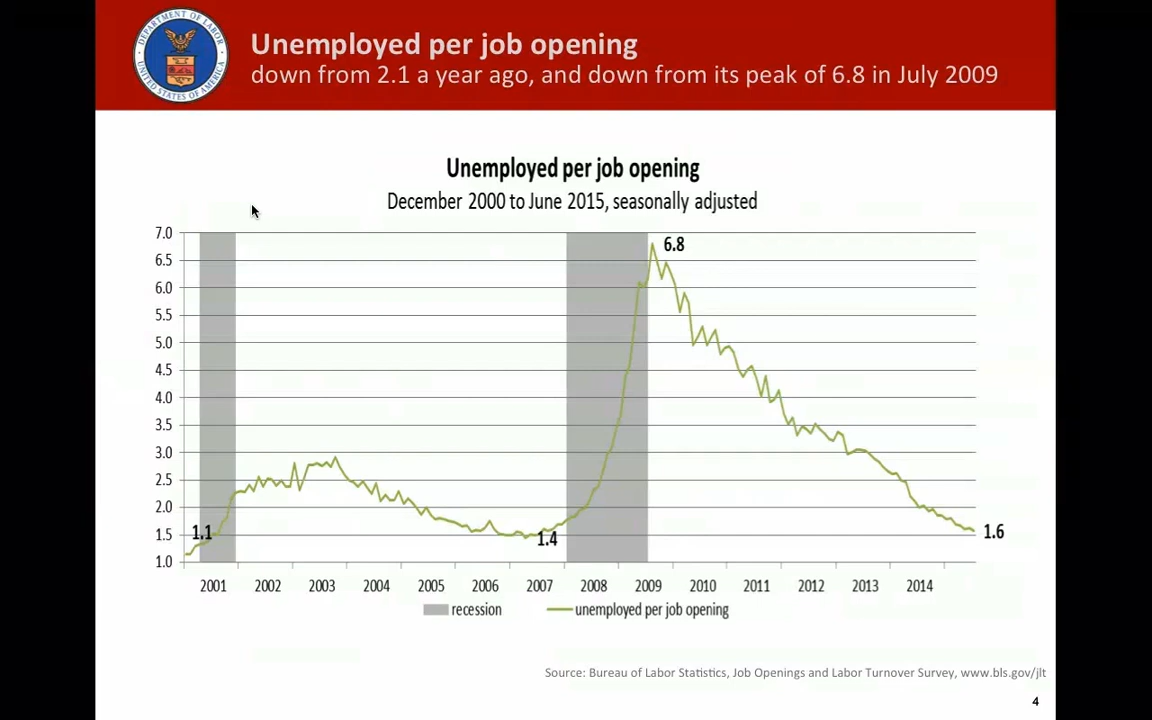 DEPARTMENT OF LABOR
UNITED STATES OF AMERICA
Unemployed per job opening
down from 2.1 a year ago, and down from its peak of 6.8 in July 2009
Unemployed per job opening
December 2000 to June 2015, seasonally adjusted
7.0
6.5
6.0
5.5
5.0
4.5
4.0
3.5
3.0
2.5
2.0
1.5
1.0
6.8
1.1
1.4
1.6
2001 2002 2003 2004 2005 2006 2007 2008 2009 2010 2011 2012 2013 2014
recession unemployed per job opening
Source: Bureau of Labor Statistics, Job Openings and Labor Turnover Survey, www.bls.gov/jlt
4